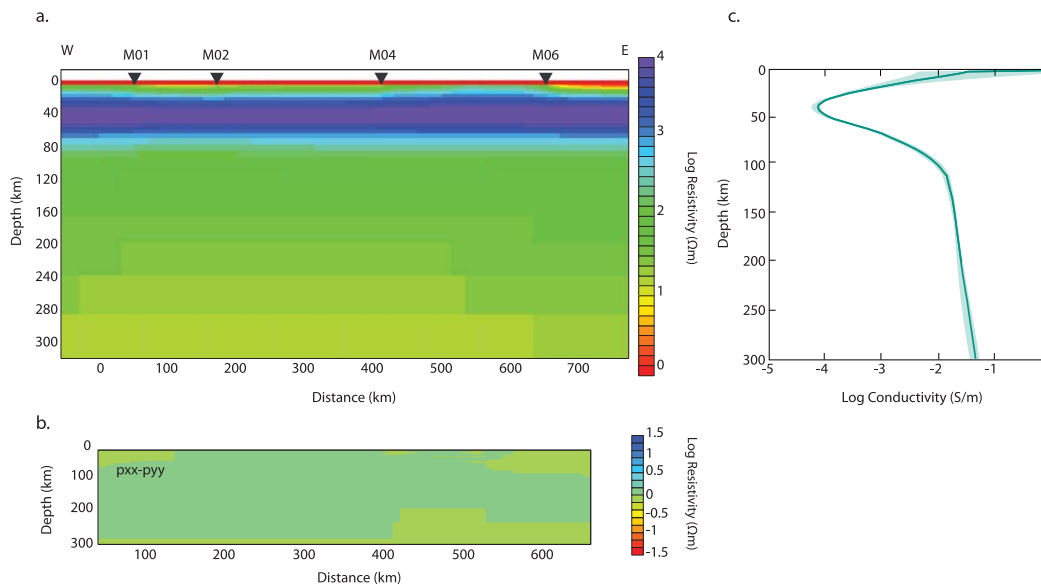 a.
W M01 M02 M04 M06 E
0
40
80
120
160
200
240
280
300
Depth (km)
0 100 200 300 400 500 600 700
Distance (km)
4
3
2
1
0
Log Resistivity (Ωm)
b.
pxx-pyy
0
100
200
300
Depth (km)
100 200 300 400 500 600
Distance (km)
1.5
1
0.5
0
-0.5
-1
-1.5
Log Resistivity (Ωm)
c.
0
50
100
150
200
250
300
Depth (km)
-5 -4 -3 -2 -1
Log Conductivity (S/m)